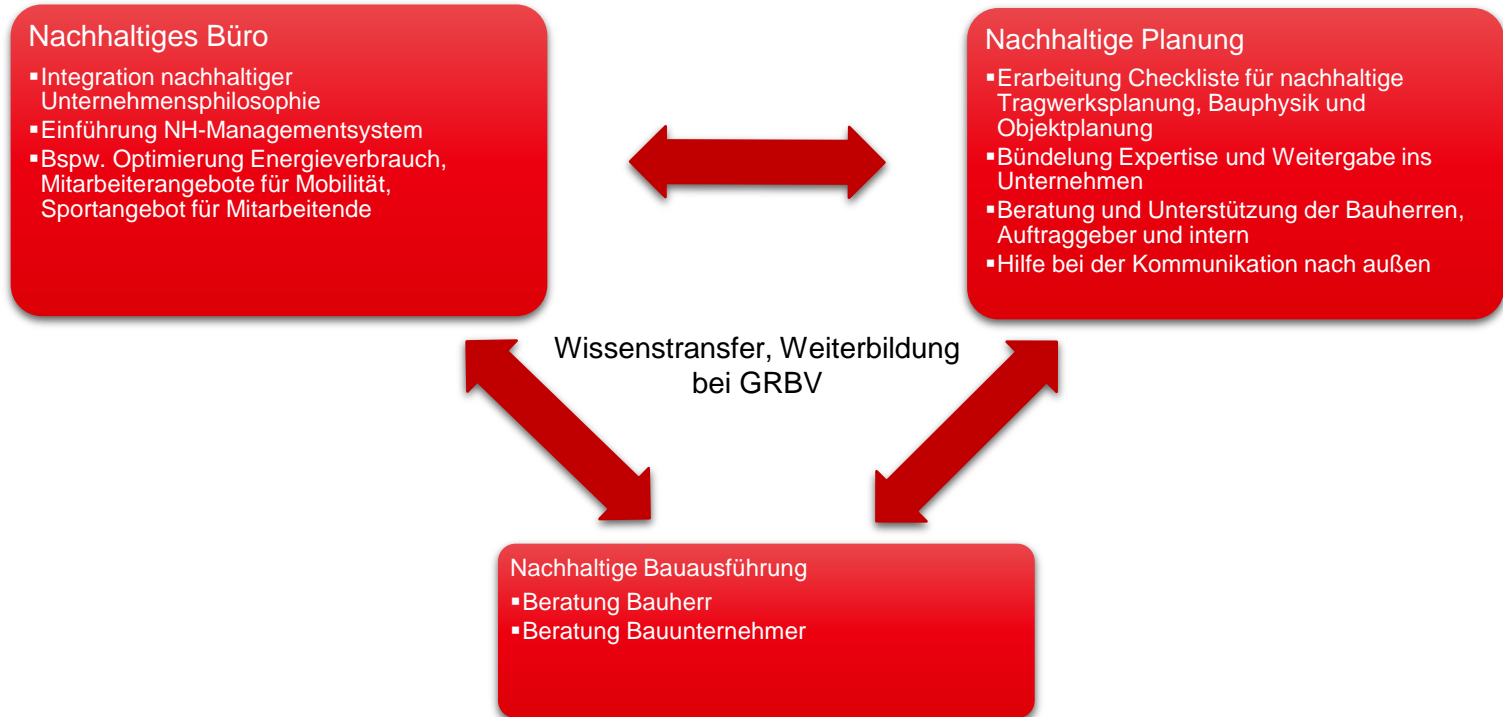 Nachhaltiges Büro
▪Integration nachhaltiger
Unternehmensphilosophie
▪Einführung NH-Managementsystem
▪Bspw. Optimierung Energieverbrauch,
Mitarbeiterangebote für Mobilität,
Sportangebot für Mitarbeitende
Nachhaltige Planung
▪Erarbeitung Checkliste für nachhaltige
Tragwerksplanung, Bauphysik und
Objektplanung
▪Bündelung Expertise und Weitergabe ins
Unternehmen
▪Beratung und Unterstützung der Bauherren,
Auftraggeber und intern
▪Hilfe bei der Kommunikation nach außen
Wissenstransfer, Weiterbildung
bei GRBV
Nachhaltige Bauausführung
▪Beratung Bauherr
▪Beratung Bauunternehmer